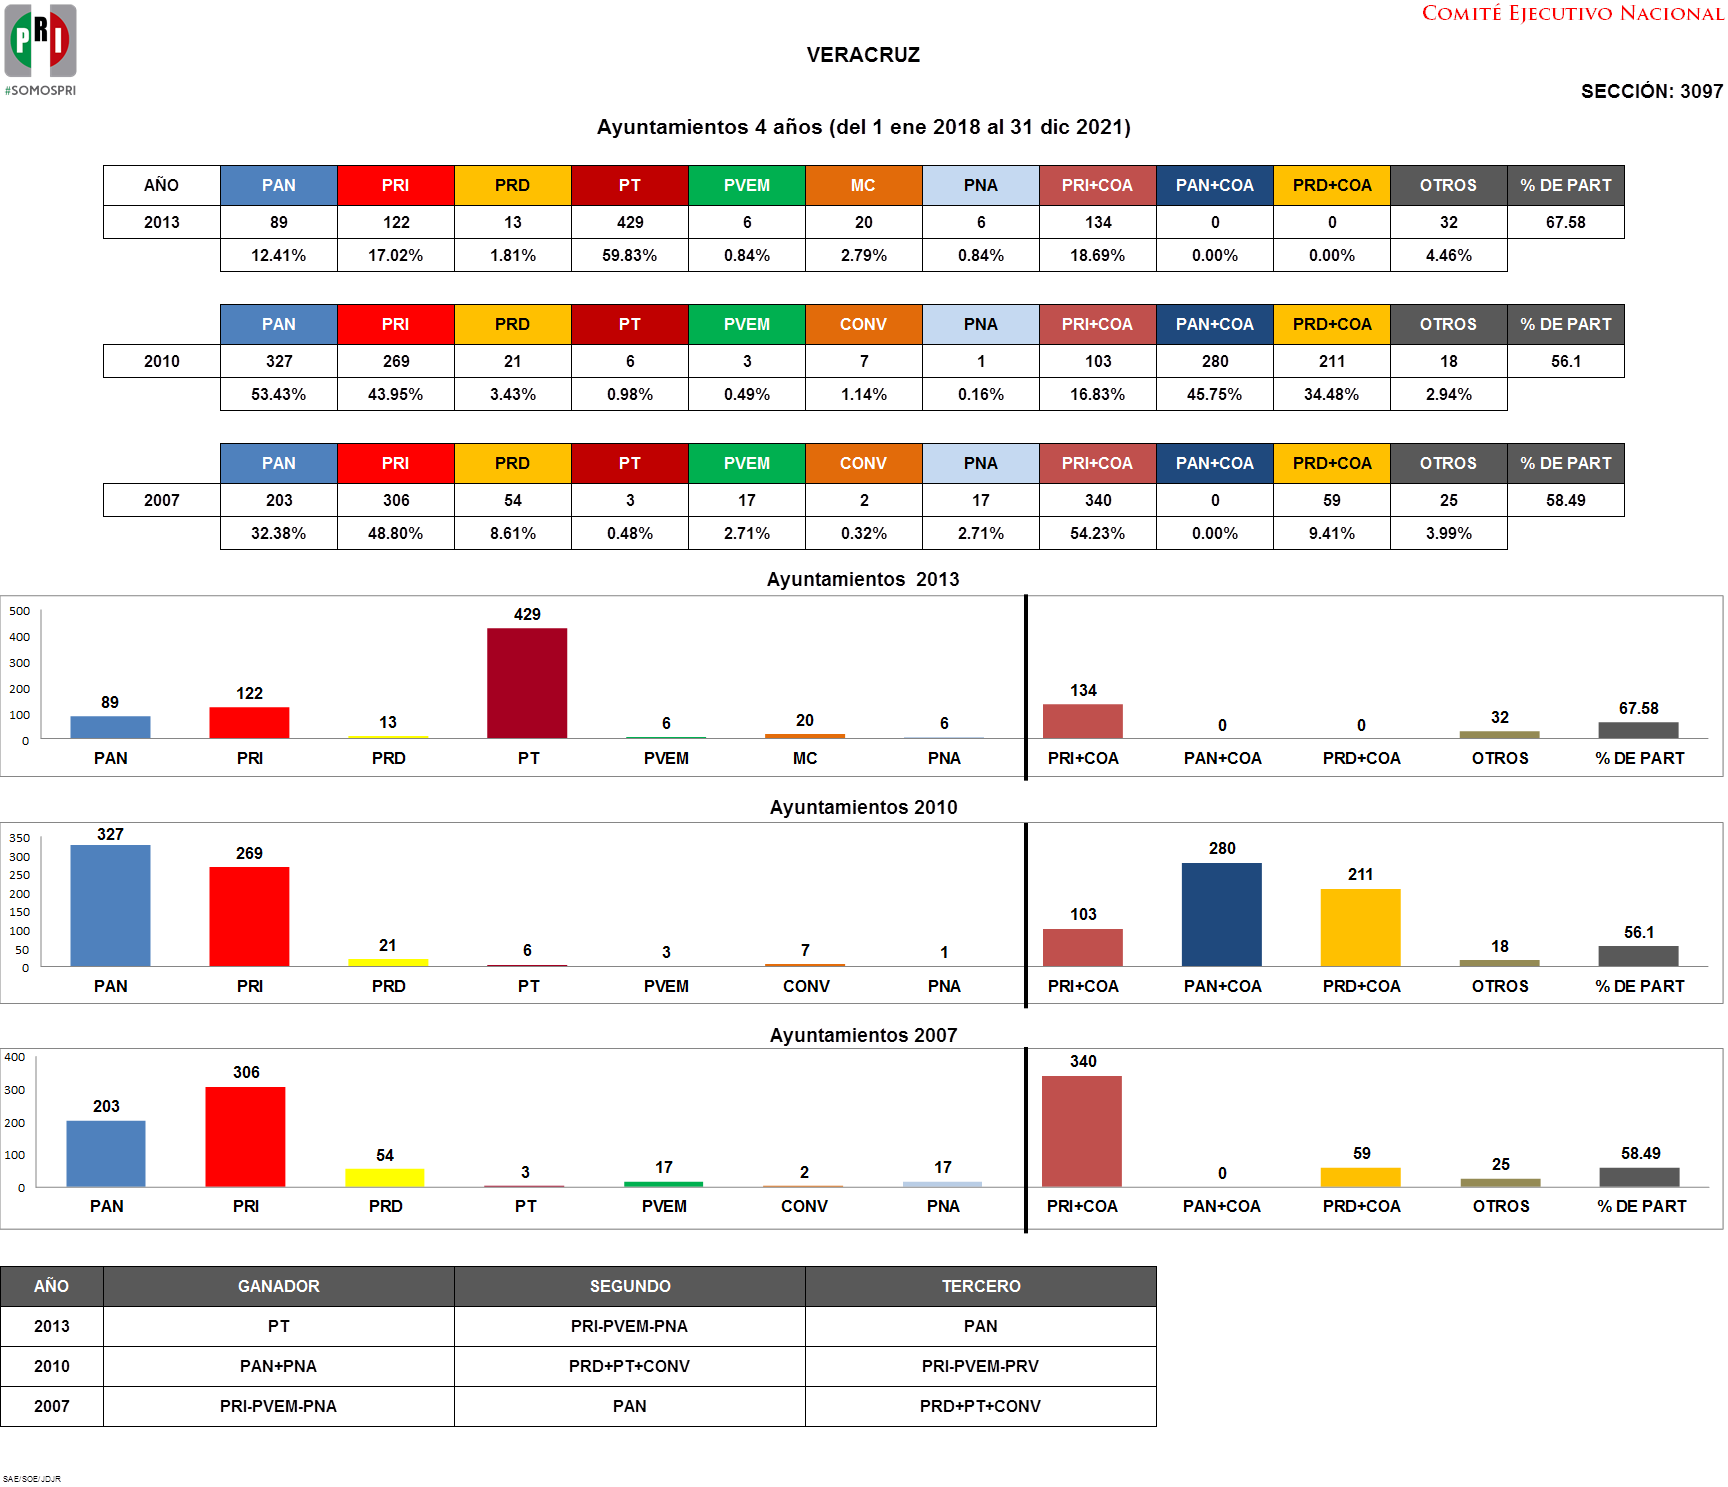 PRI
#SOMOSPRI
COMITÉ EJECUTIVO NACIONAL
VERACRUZ
SECCIÓN: 3097
Ayuntamientos 4 años (del 1 ene 2018 al 31 dic 2021)
AÑO PAN PRI PRD PT PVEM MC PNA PRI+COA PAN+COA PRD+COA OTROS % DE PART
2013 89 122 13 429 6 20 6 134 0 0 32 67.58
12.41% 17.02% 1.81% 59.83% 0.84% 2.79% 0.84% 18.69% 0.00% 0.00% 4.46%
PAN PRI PRD PT PVEM CONV PNA PRI+COA PAN+COA PRD+COA OTROS % DE PART
2010 327 269 21 6 3 7 1 103 280 211 18 56.1
53.43% 43.95% 3.43% 0.98% 0.49% 1.14% 0.16% 16.83% 45.75% 34.48% 2.94%
PAN PRI PRD PT PVEM CONV PNA PRI+COA PAN+COA PRD+COA OTROS % DE PART
2007 203 306 54 3 17 2 17 340 0 59 25 58.49
32.38% 48.80% 8.61% 0.48% 2.71% 0.32% 2.71% 54.23% 0.00% 9.41% 3.99%
Ayuntamientos 2013
500
400
300
200
100
0
89 122 13 429 6 20 6 134 0 0 32 67.58
PAN PRI PRD PT PVEM MC PNA PRI+COA PAN+COA PRD+COA OTROS % DE PART
Ayuntamientos 2010
350
300
250
200
150
100
50
0
327 269 21 6 3 7 1 103 280 211 18 56.1
PAN PRI PRD PT PVEM CONV PNA PRI+COA PAN+COA PRD+COA OTROS % DE PART
Ayuntamientos 2007
400
300
200
100
0
203 306 54 3 17 2 17 340 0 59 25 58.49
PAN PRI PRD PT PVEM CONV PNA PRI+COA PAN+COA PRD+COA OTROS % DE PART
AÑO GANADOR SEGUNDO TERCERO
2013 PT PRI-PVEM-PNA PAN
2010 PAN+PNA PRD+PT+CONV PRI-PVEM-PRV
2007 PRI-PVEM-PNA PAN PRD+PT+CONV
SAE/SOE/JDJR